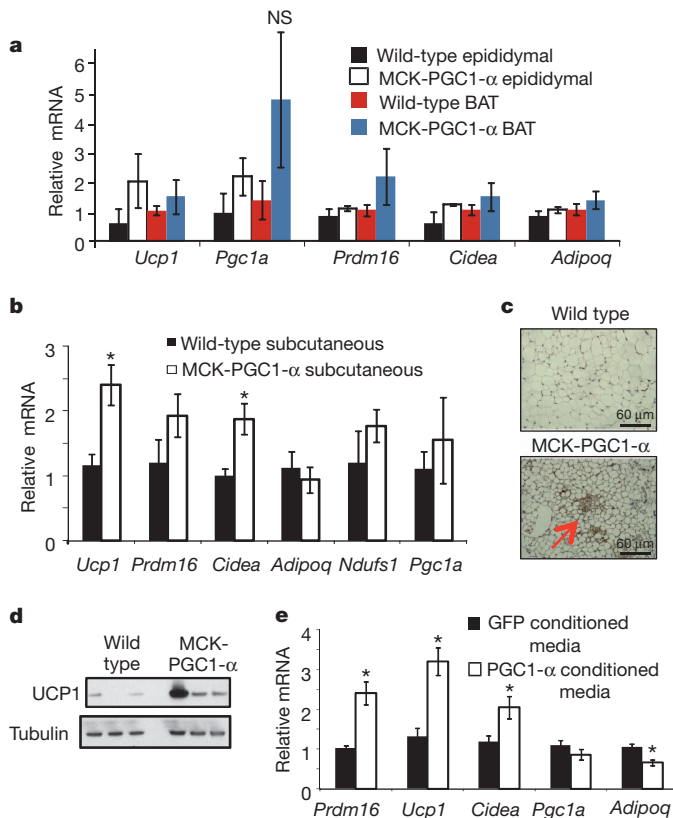 a
NS
Relative mRNA
6
5
4
3
2
1
0
Wild-type epididymal
MCK-PGC1-α epididymal
Wild-type BAT
MCK-PGC1-α BAT
Ucp1 Pgc1a Prdm16 Cidea Adipoq
b
Relative mRNA
3
2
1
0
Wild-type subcutaneous
MCK-PGC1-α subcutaneous
* *
Ucp1 Prdm16 Cidea Adipoq Ndufs1 Pgc1a
c
Wild type
60 μm
MCK-PGC1-α
60 μm
d
Wild type
MCK-PGC1-α
UCP1
Tubulin
e
Relative mRNA
4
3
2
1
0
GFP conditioned
media
PGC1-α conditioned
media
* * * *
Prdm16 Ucp1 Cidea Pgc1a Adipoq